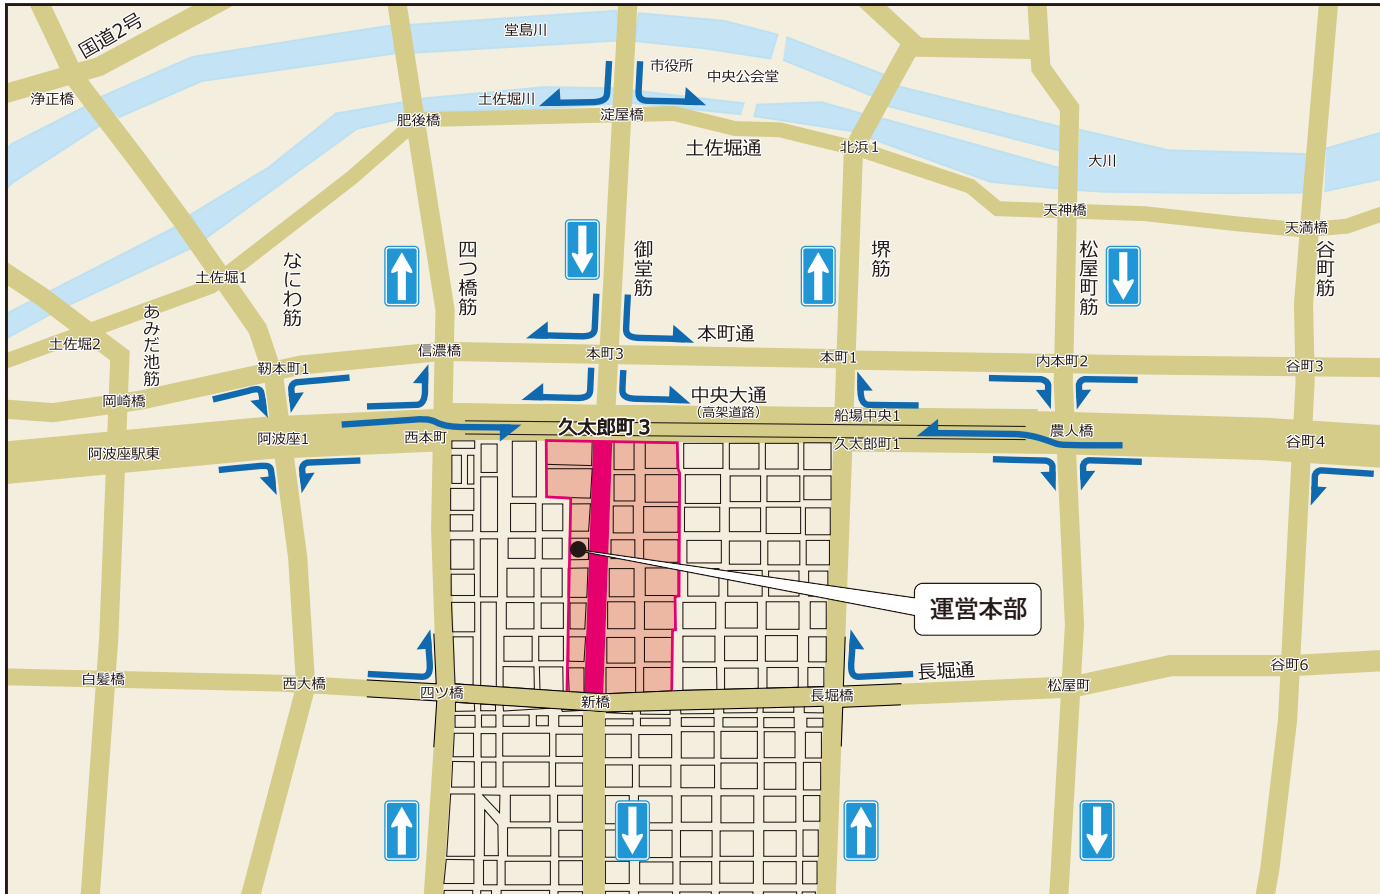 国道2号
堂島川
市役所
中央公会堂
浄正橋
土佐堀川
肥後橋
淀屋橋
土佐堀通
北浜1
大川
天神橋
天満橋
土佐堀1
なにわ筋
四つ橋筋
御堂筋
堺筋
松屋町筋
谷町筋
あみだ池筋
土佐堀2
信濃橋
本町通
本町3
本町1
内本町2
谷町3
靭本町1
岡崎橋
中央大通
(高架道路)
船場中央1
久太郎町3
農人橋
阿波座1
西本町
久太郎町1
谷町4
阿波座駅東
運営本部
長堀通
谷町6
白髪橋
西大橋
四ツ橋
新橋
長堀橋
松屋町